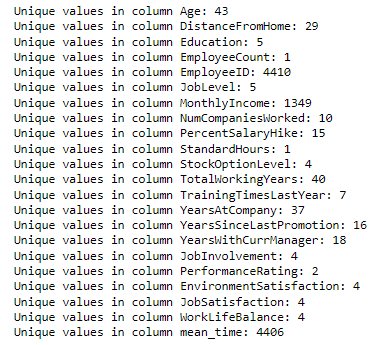 Unique values in column Age: 43
Unique values in column DistanceFromHome: 29
Unique values in column Education: 5
Unique values in column EmployeeCount: 1
Unique values in column EmployeeID: 4410
Unique values in column JobLevel: 5
Unique values in column MonthlyIncome: 1349
Unique values in column NumCompaniesWorked: 10
Unique values in column PercentSalaryHike: 15
Unique values in column StandardHours: 1
Unique values in column StockOptionLevel: 4
Unique values in column TotalWorkingYears: 40
Unique values in column TrainingTimesLastYear: 7
Unique values in column YearsAtCompany: 37
Unique values in column YearsSinceLastPromotion: 16
Unique values in column YearsWithCurrManager: 18
Unique values in column JobInvolvement: 4
Unique values in column PerformanceRating: 2
Unique values in column EnvironmentSatisfaction: 4
Unique values in column JobSatisfaction: 4
Unique values in column WorkLifeBalance: 4
Unique values in column mean_time: 4406